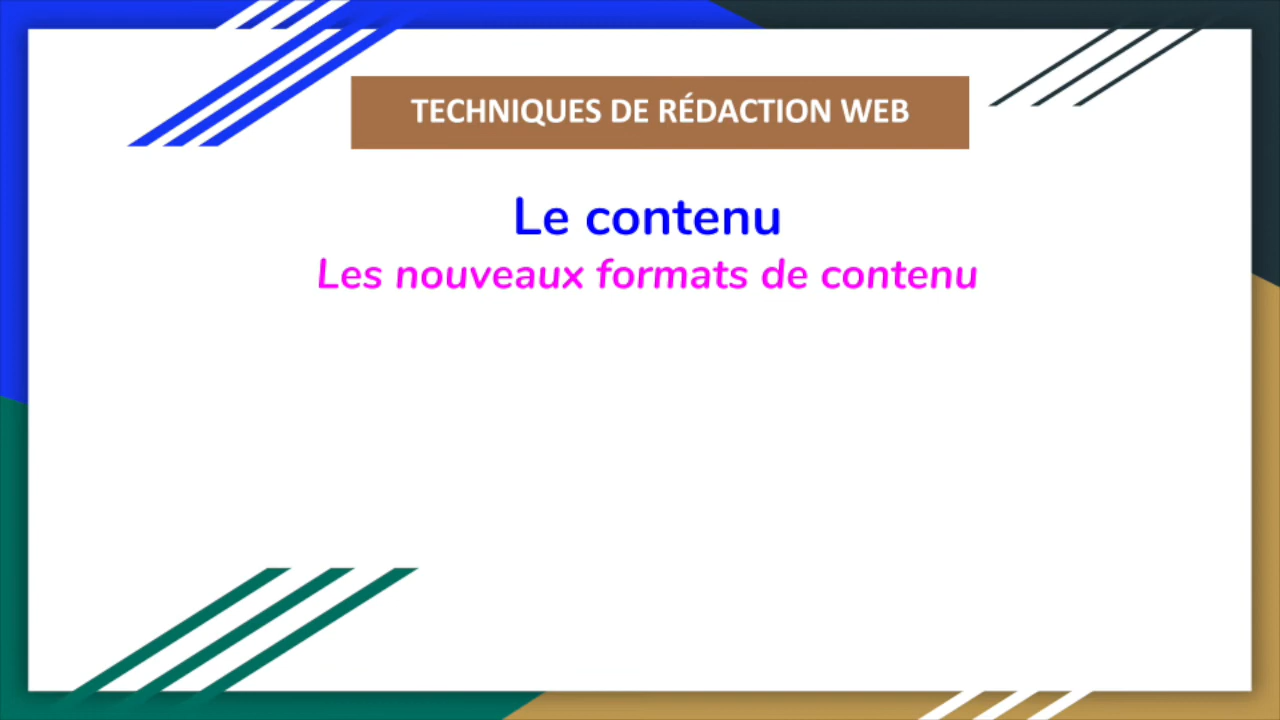 TECHNIQUES DE RÉDACTION WEB
Le contenu
Les nouveaux formats de contenu